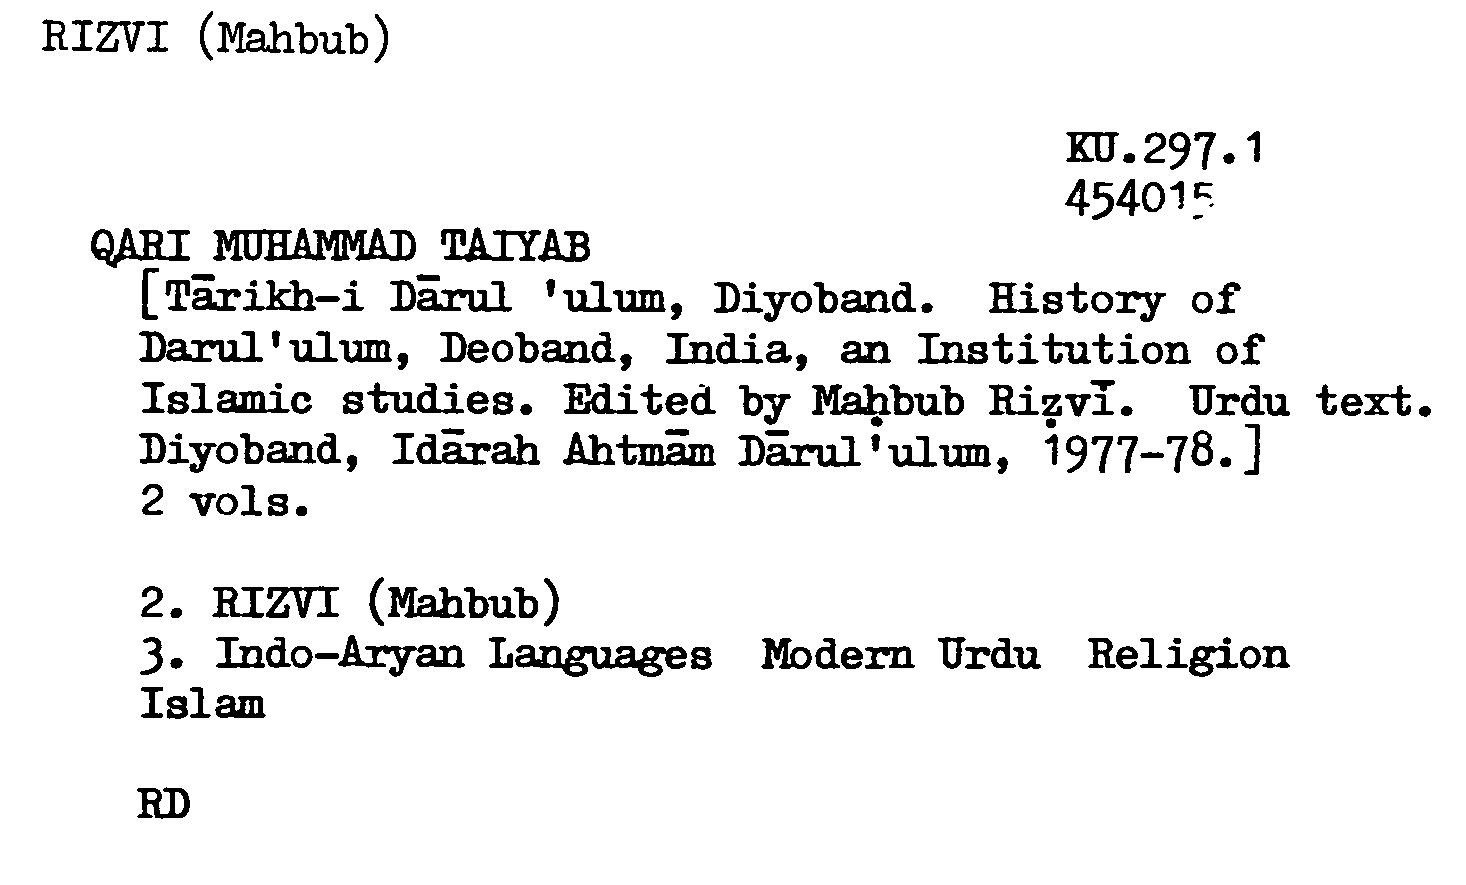 RIZVI (Mahbub)
KU.297.1
454015
QARI MUHAMMAD TAIYAB
[Tārikh-i Dārul 'ulum, Diyoband. History of
Darul'ulum, Deoband, India, an Institution of
Islamic studies. Edited by Maḥbub Riẓvī. Urdu text.
Diyoband, Idārah Ahtmām Dārul'ulum, 1977-78.]
2 vols.
2. RIZVI (Mahbub)
3. Indo-Aryan Languages Modern Urdu Religion
Islam
RD